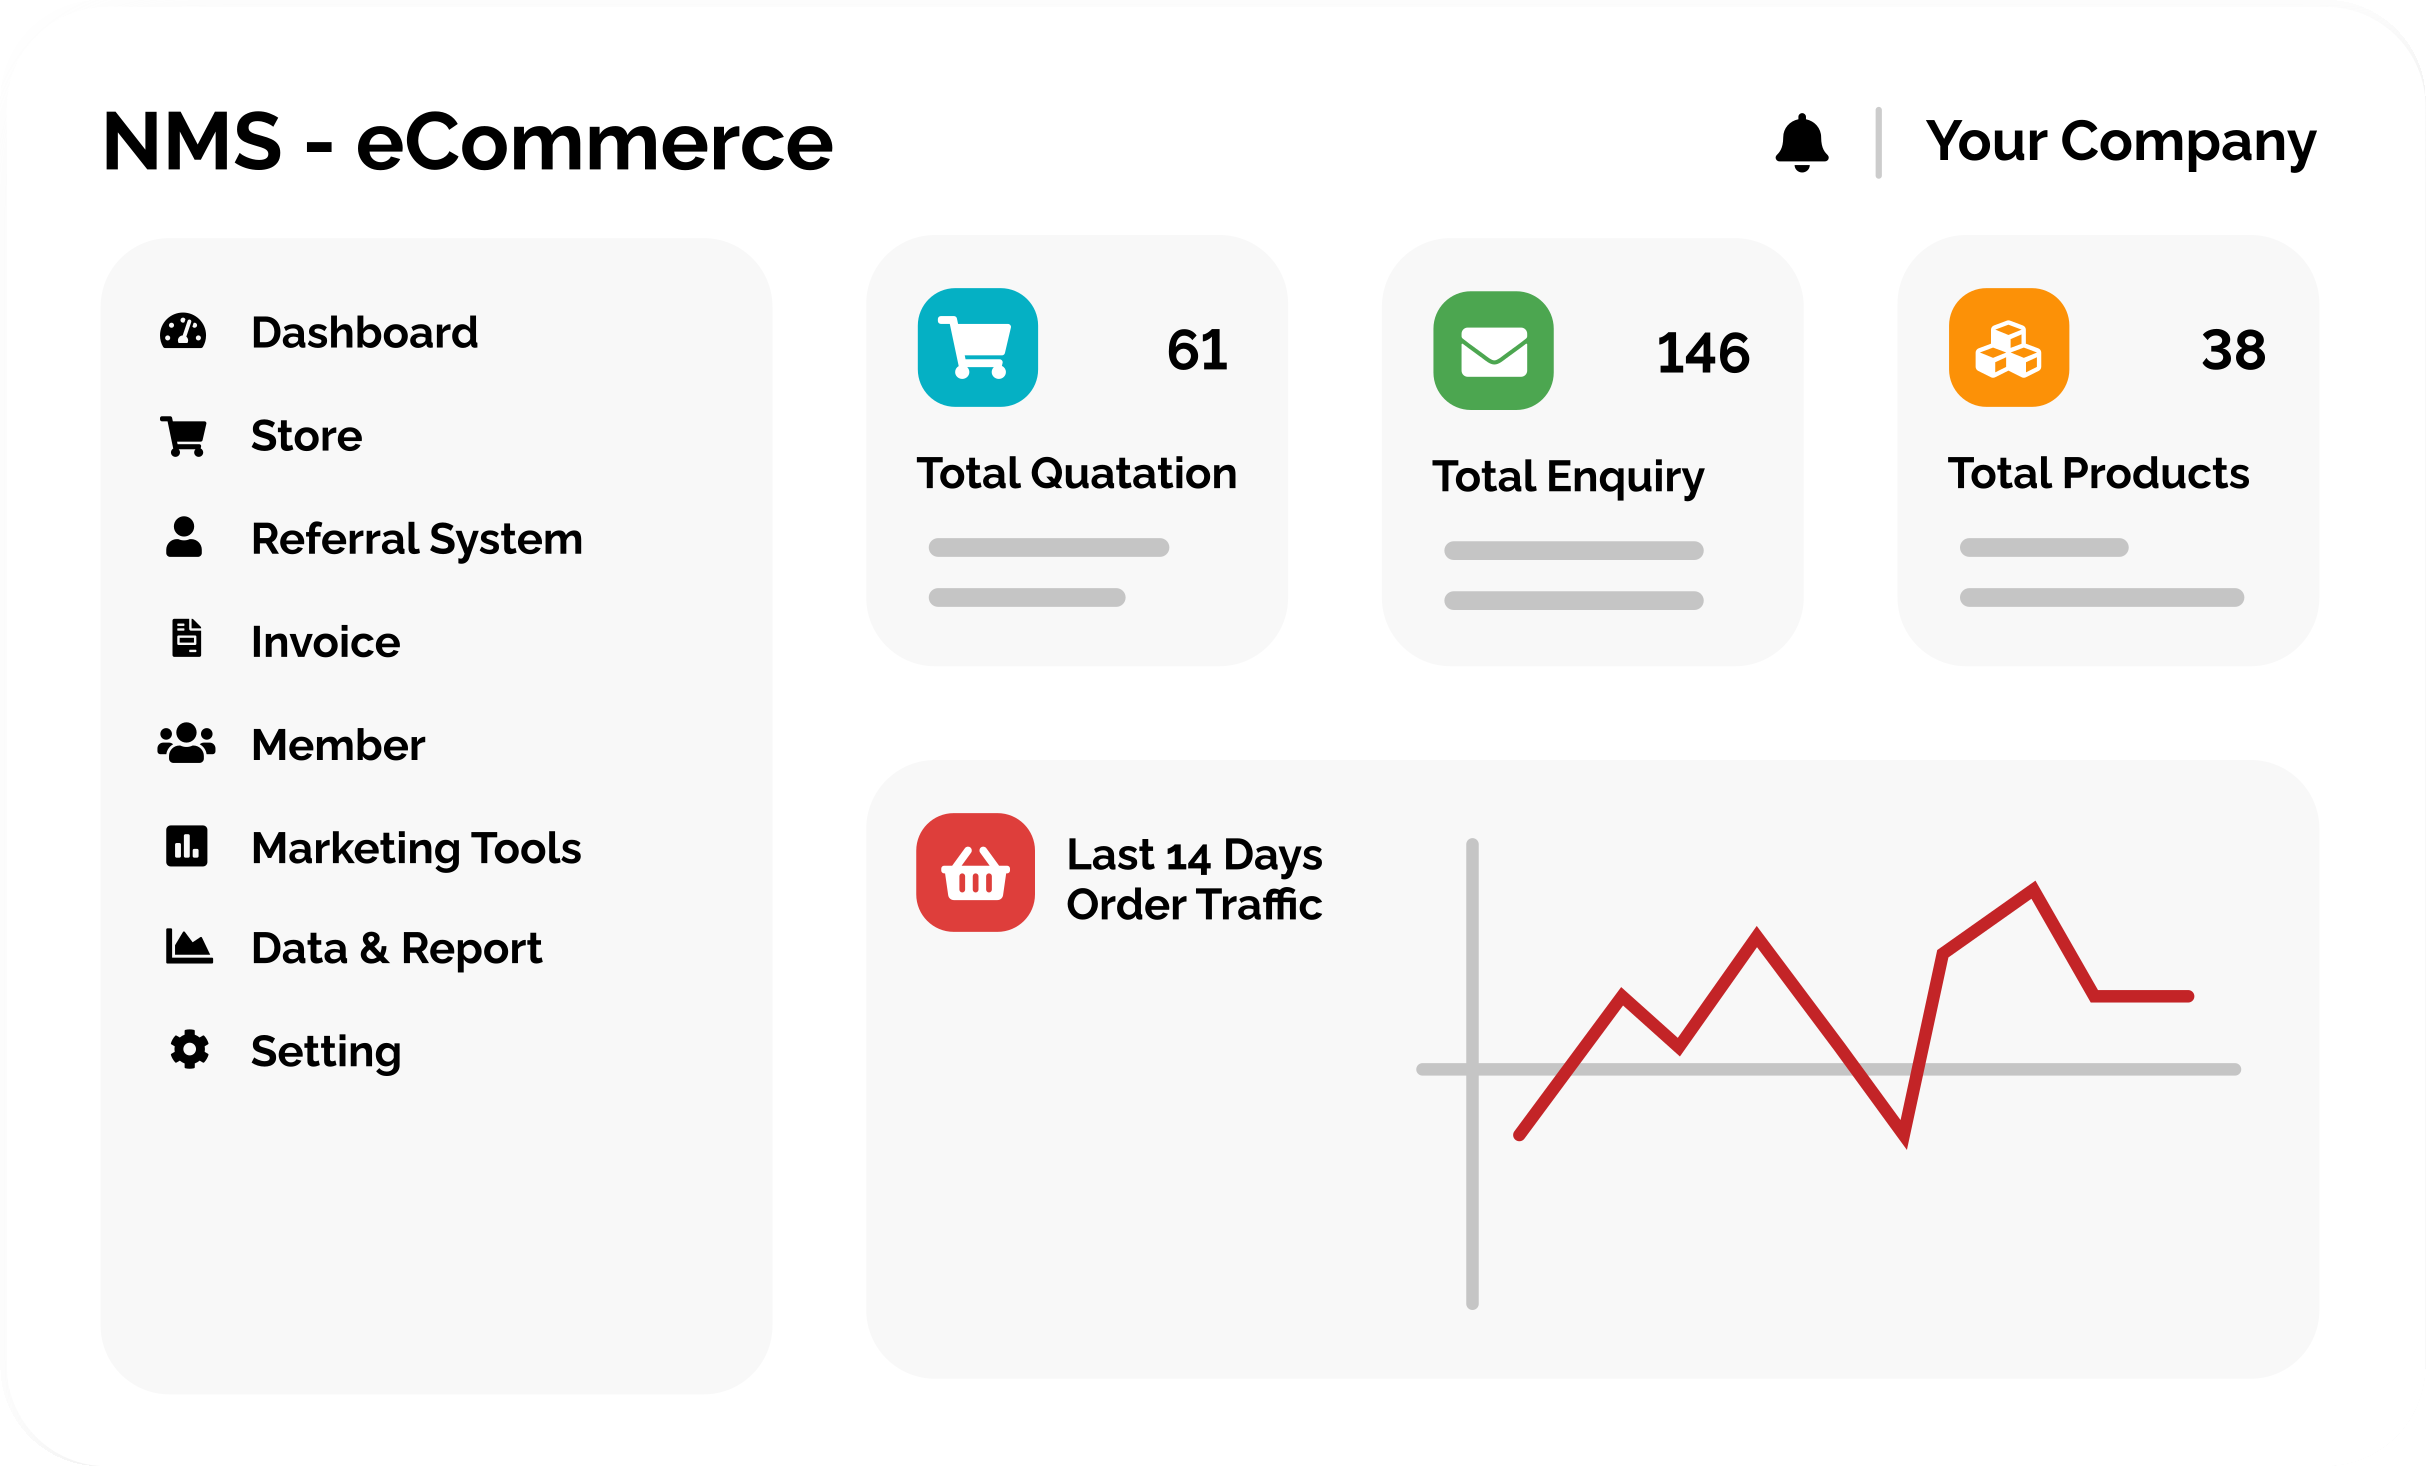 NMS - eCommerce
Your Company
Dashboard
Store
Referral System
Invoice
Member
Marketing Tools
Data & Report
Setting
61
Total Quatation
146
Total Enquiry
38
Total Products
Last 14 Days
Order Traffic